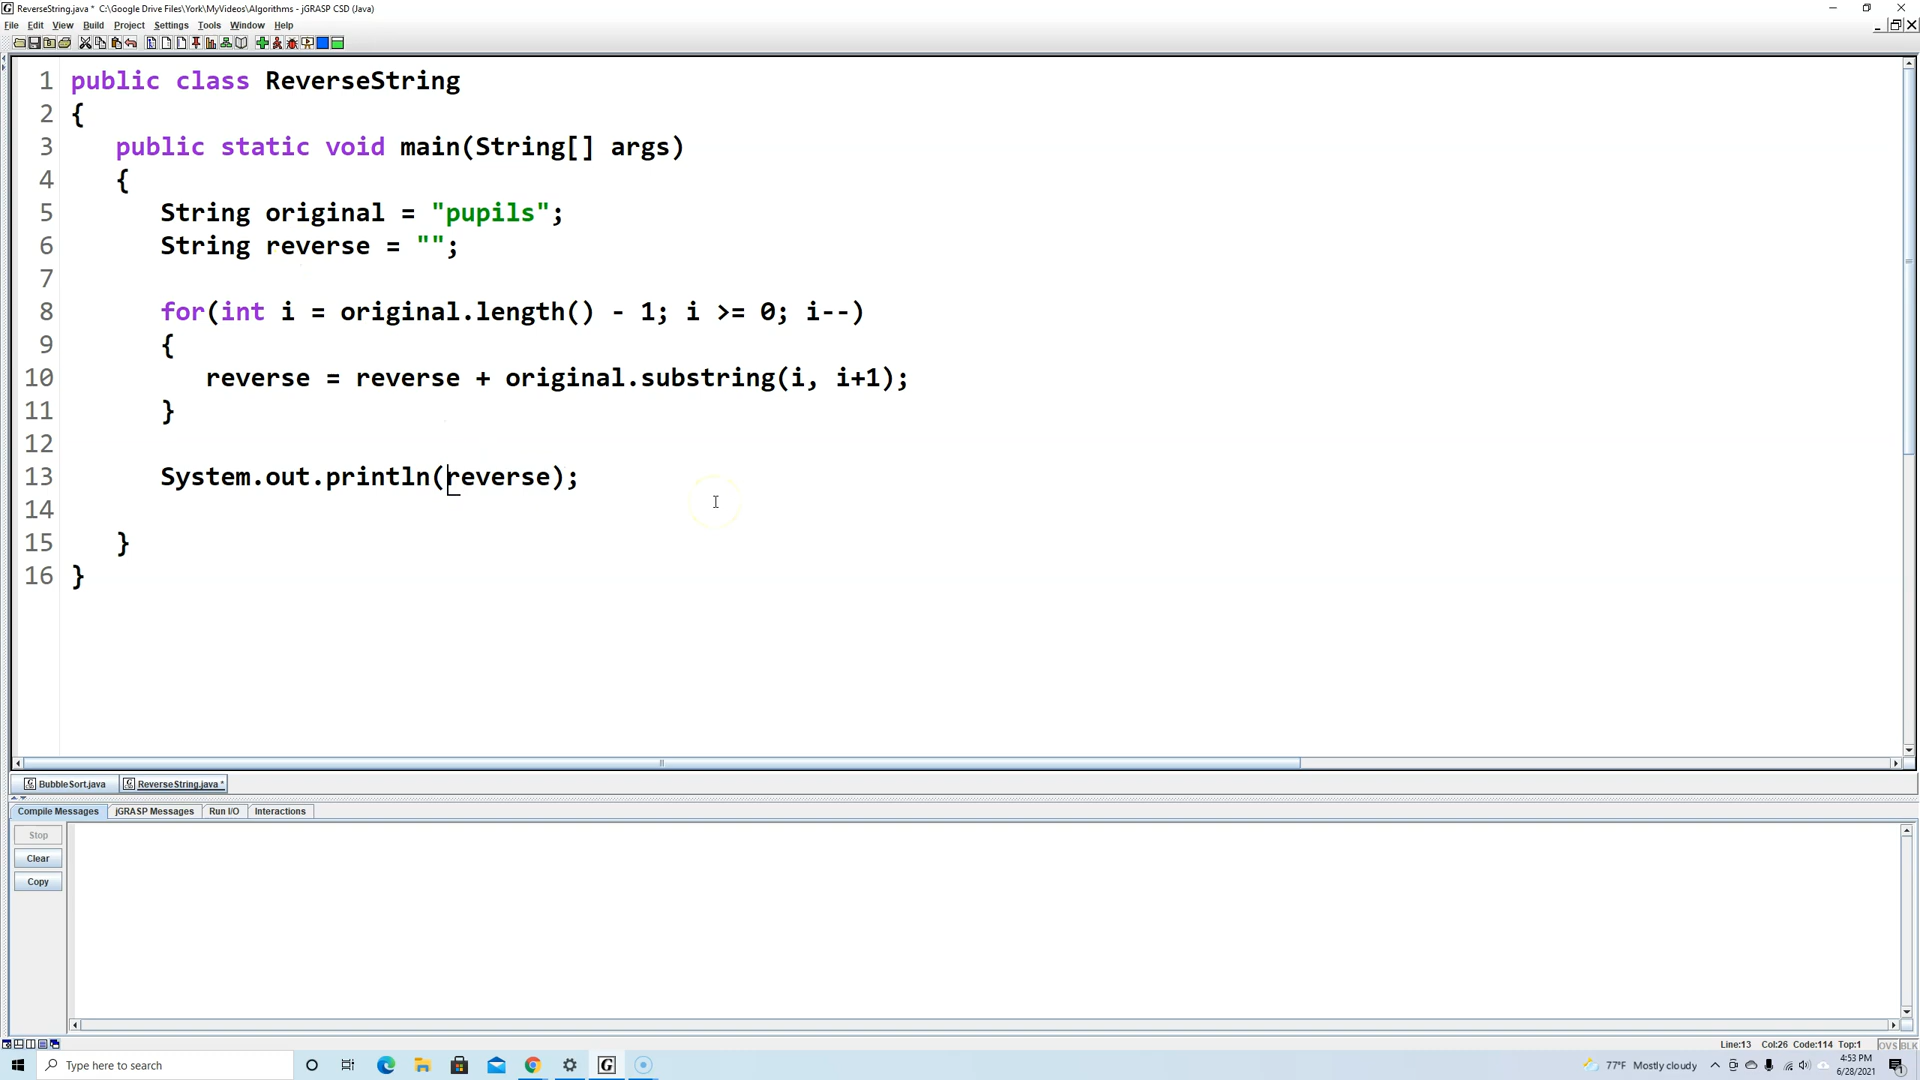 ReverseString.java * C:\Google Drive Files\York\MyVideos\Algorithms - jGRASP CSD (Java)
File Edit View Build Project Settings Tools Window Help
1 public class ReverseString
2 {
3 public static void main(String[] args)
4 {
5 String original = "pupils";
6 String reverse = "";
7
8 for(int i = original.length() - 1; i >= 0; i--)
9 {
10 reverse = reverse + original.substring(i, i+1);
11 }
12
13 System.out.println(reverse);
14
15 }
16 }
BubbleSort.java ReverseString.java *
Compile Messages jGRASP Messages Run I/O Interactions
Stop
Clear
Copy
Line:13 Col:26 Code:114 Top:1 OVS BLK
Type here to search
77°F Mostly cloudy
4:53 PM
6/28/2021